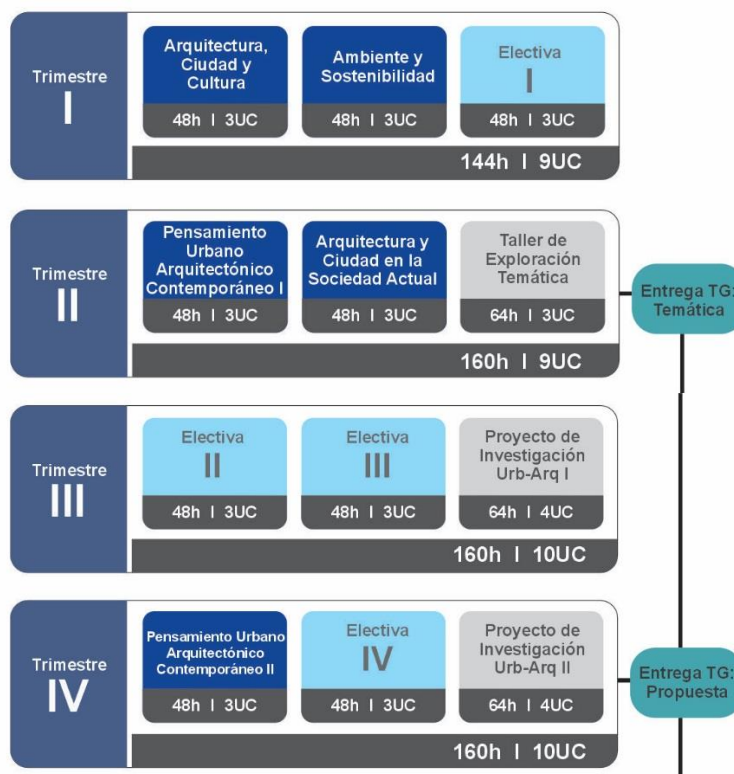 Trimestre
I
Arquitectura,
Ciudad y
Cultura
48h I 3UC
Ambiente y
Sostenibilidad
48h I 3UC
Electiva
I
48h I 3UC
144h I 9UC
Trimestre
II
Pensamiento
Urbano
Arquitectónico
Contemporáneo I
48h I 3UC
Arquitectura y
Ciudad en la
Sociedad Actual
48h I 3UC
Taller de
Exploración
Temática
64h I 3UC
160h I 9UC
Entrega TG:
Temática
Trimestre
III
Electiva
II
48h I 3UC
Electiva
III
48h I 3UC
Proyecto de
Investigación
Urb-Arq I
64h I 4UC
160h I 10UC
Trimestre
IV
Pensamiento Urbano
Arquitectónico
Contemporáneo II
48h I 3UC
Electiva
IV
48h I 3UC
Proyecto de
Investigación
Urb-Arq II
64h I 4UC
160h I 10UC
Entrega TG:
Propuesta